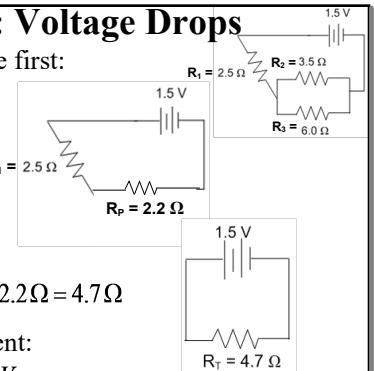 : Voltage Drops
e first:
1.5 V
R₁ = 2.5 Ω
R₂ = 3.5 Ω
R₃ = 6.0 Ω
1.5 V
= 2.5 Ω
R_P = 2.2 Ω
2.2Ω = 4.7Ω
1.5 V
R_T = 4.7 Ω
ent: